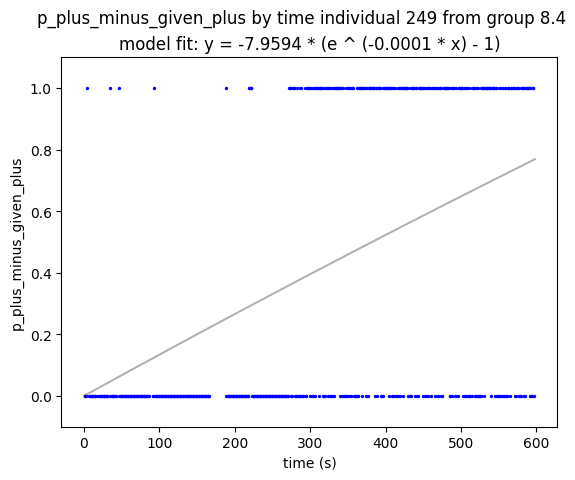 p_plus_minus_given_plus by time individual 249 from group 8.4
model fit: y = -7.9594 * (e ^ (-0.0001 * x) - 1)
1.0
0.8
0.6
0.4
0.2
0.0
p_plus_minus_given_plus
0 100 200 300 400 500 600
time (s)